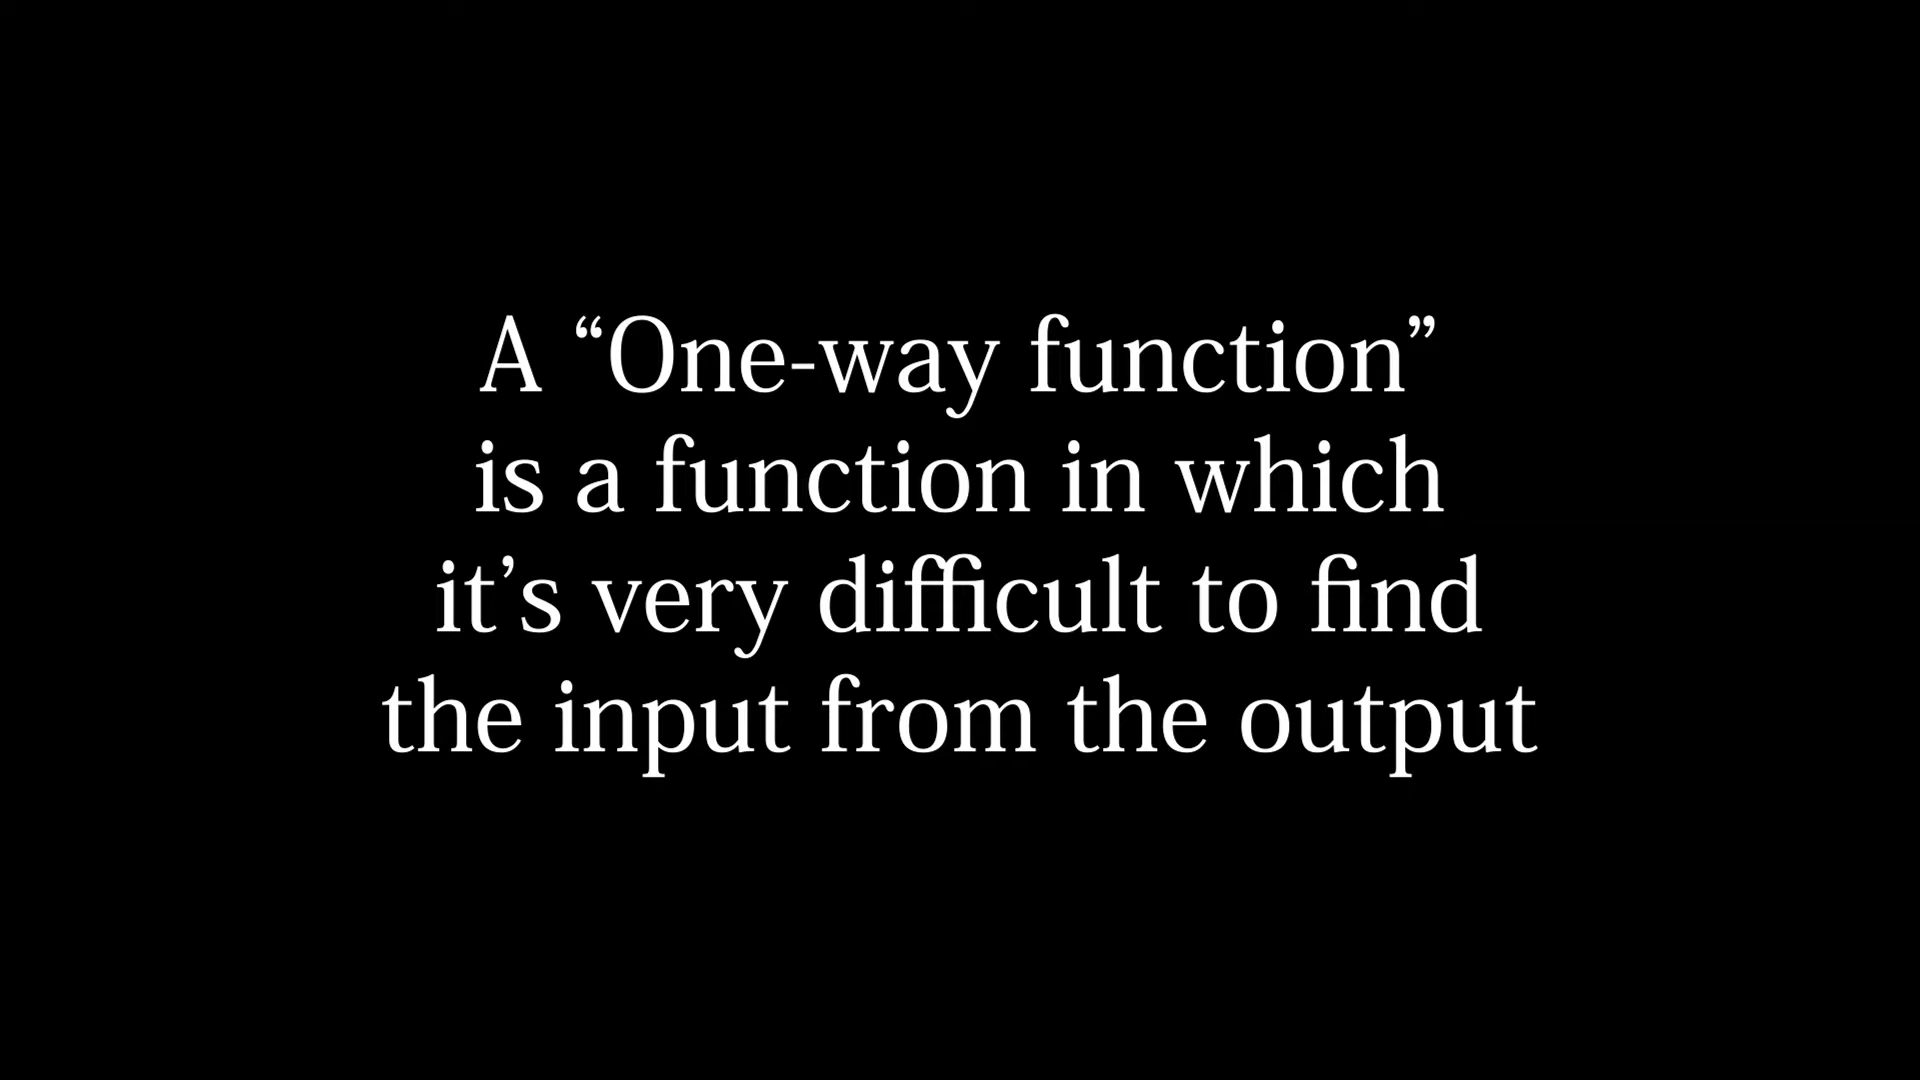 A “One-way function”
is a function in which
it’s very difficult to find
the input from the output